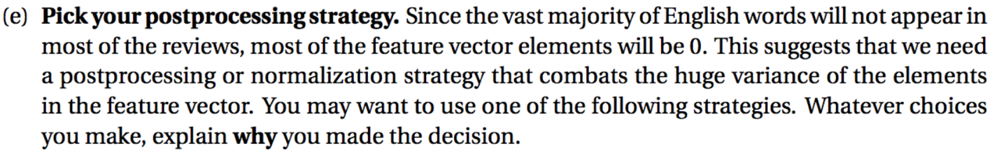 (e) Pick your postprocessing strategy. Since the vast majority of English words will not appear in
most of the reviews, most of the feature vector elements will be 0. This suggests that we need
a postprocessing or normalization strategy that combats the huge variance of the elements
in the feature vector. You may want to use one of the following strategies. Whatever choices
you make, explain why you made the decision.